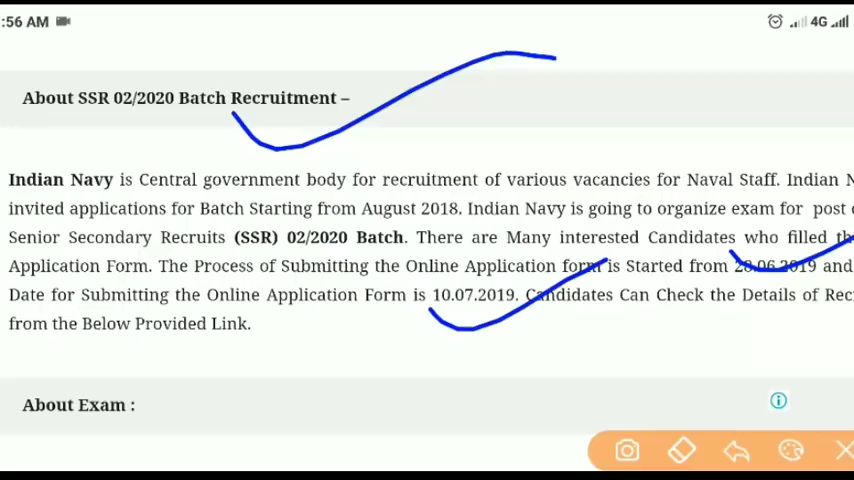 :56 AM 4G
About SSR 02/2020 Batch Recruitment –
Indian Navy is Central government body for recruitment of various vacancies for Naval Staff. Indian N
invited applications for Batch Starting from August 2018. Indian Navy is going to organize exam for post
Senior Secondary Recruits (SSR) 02/2020 Batch. There are Many interested Candidates who filled th
Application Form. The Process of Submitting the Online Application form is Started from 28.06.2019 and
Date for Submitting the Online Application Form is 10.07.2019. Candidates Can Check the Details of Rec
from the Below Provided Link.
About Exam :